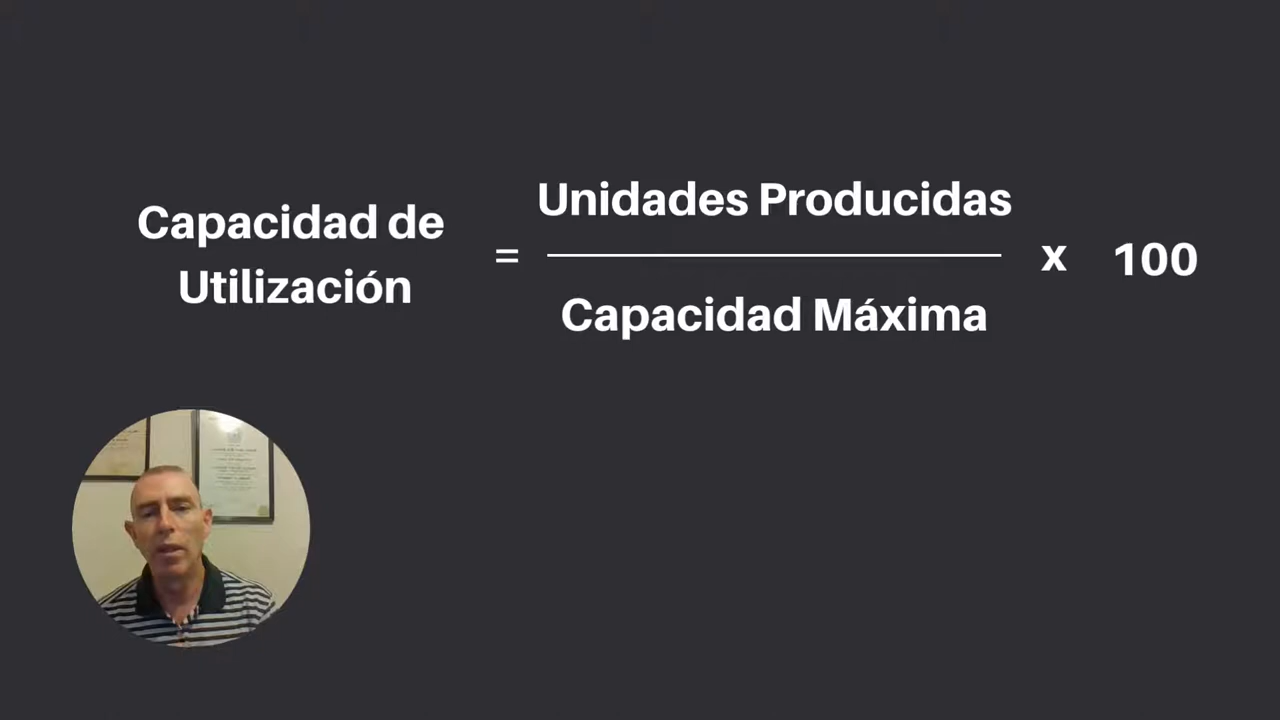 Capacidad de
Utilización
=
Unidades Producidas
Capacidad Máxima
x 100